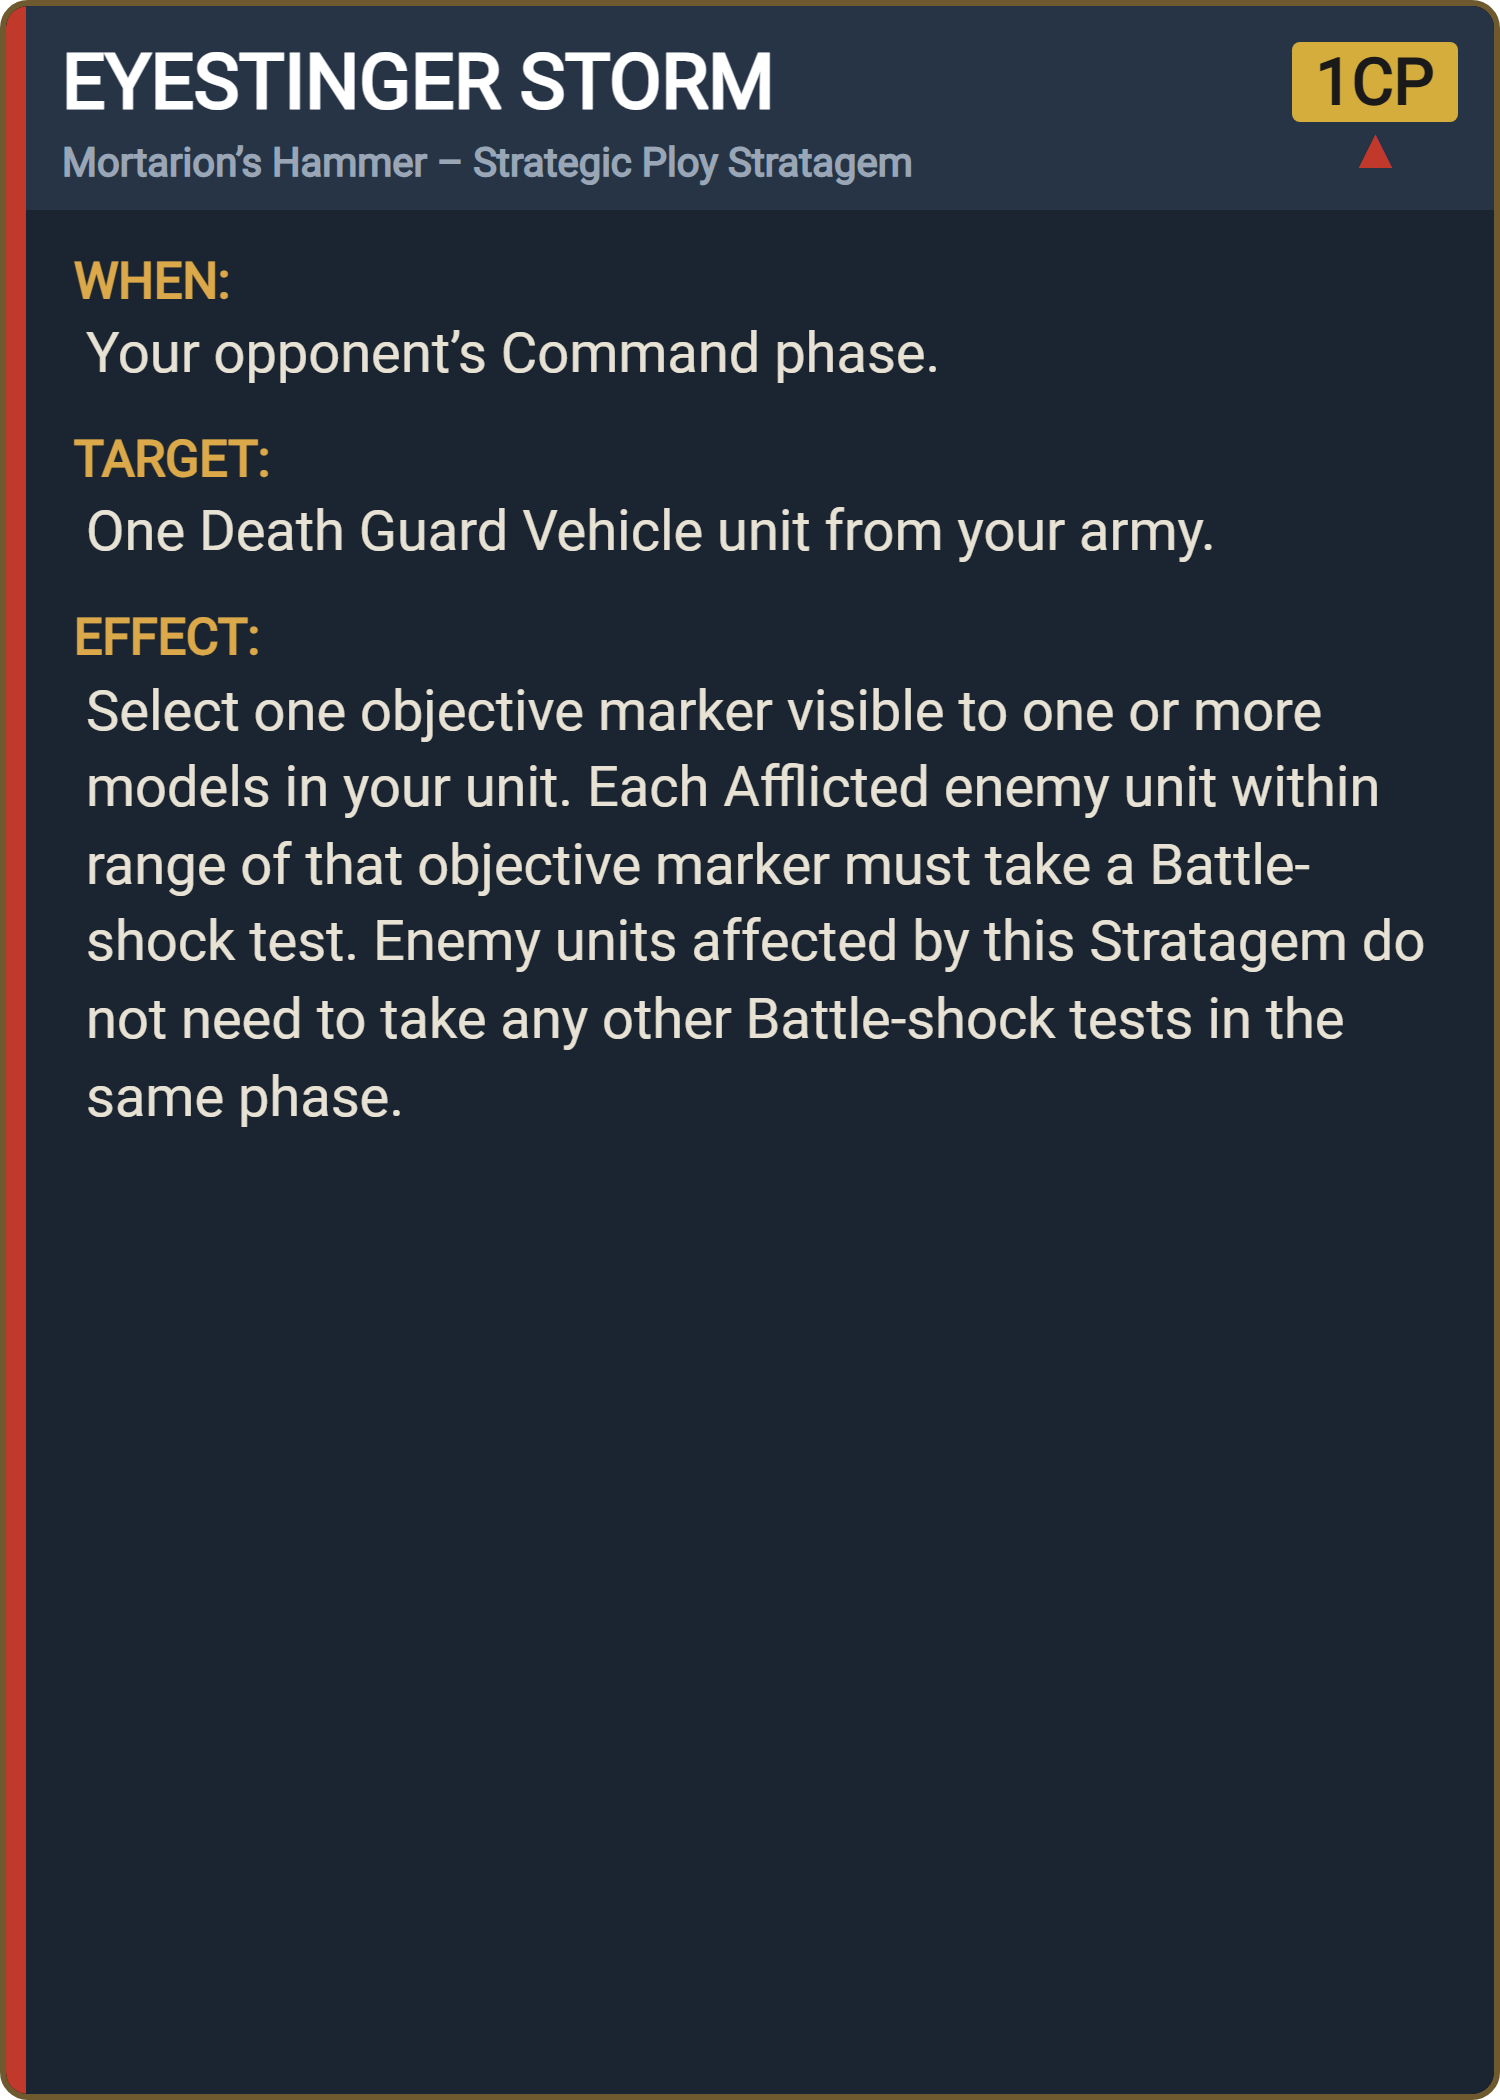 EYESTINGER STORM
1CP
Mortarion’s Hammer – Strategic Ploy Stratagem
WHEN:
Your opponent’s Command phase.
TARGET:
One Death Guard Vehicle unit from your army.
EFFECT:
Select one objective marker visible to one or more
models in your unit. Each Afflicted enemy unit within
range of that objective marker must take a Battle-
shock test. Enemy units affected by this Stratagem do
not need to take any other Battle-shock tests in the
same phase.